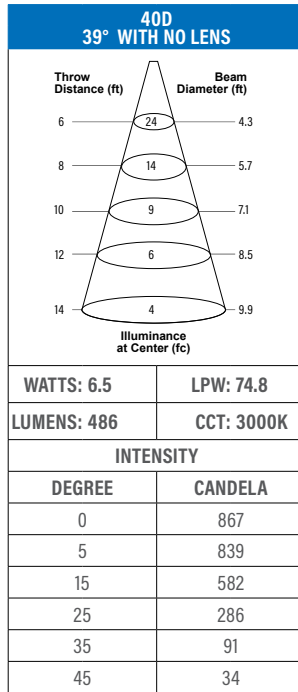 40D
39° WITH NO LENS
Throw Distance (ft) Beam Diameter (ft)
6 24 4.3
8 14 5.7
10 9 7.1
12 6 8.5
14 4 9.9
Illuminance
at Center (fc)
WATTS: 6.5 LPW: 74.8
LUMENS: 486 CCT: 3000K
INTENSITY
DEGREE CANDELA
0 867
5 839
15 582
25 286
35 91
45 34